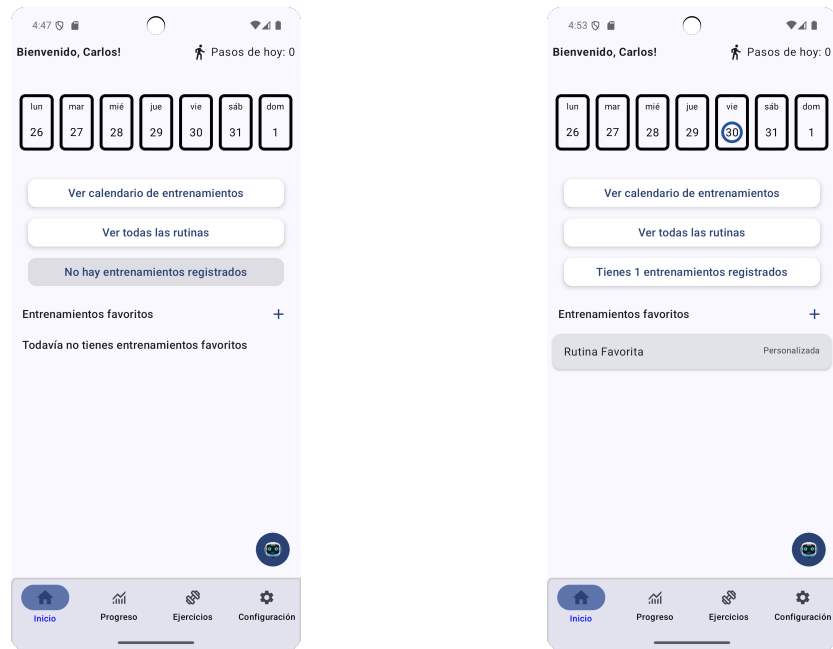 4:47
Bienvenido, Carlos! Pasos de hoy: 0
lun mar mié jue vie sáb dom
26 27 28 29 30 31 1
Ver calendario de entrenamientos
Ver todas las rutinas
No hay entrenamientos registrados
Entrenamientos favoritos +
Todavía no tienes entrenamientos favoritos
Inicio Progreso Ejercicios Configuración
4:53
Bienvenido, Carlos! Pasos de hoy: 0
lun mar mié jue vie sáb dom
26 27 28 29 30 31 1
Ver calendario de entrenamientos
Ver todas las rutinas
Tienes 1 entrenamientos registrados
Entrenamientos favoritos +
Rutina Favorita Personalizada
Inicio Progreso Ejercicios Configuración